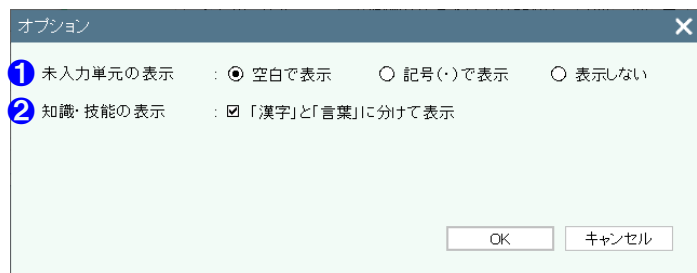 オプション
❶ 未入力単元の表示 : 空白で表示 記号(・)で表示 表示しない
❷ 知識・技能の表示 : 「漢字」と「言葉」に分けて表示
OK キャンセル